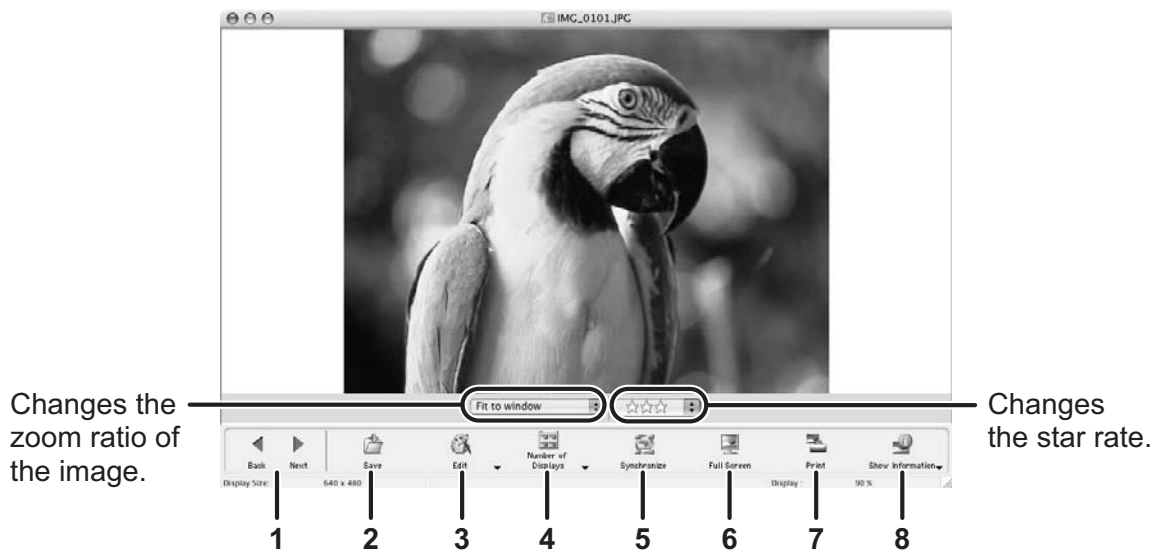 IMG_0101.JPG
Changes the
zoom ratio of
the image.
Fit to window
Changes
the star rate.
Back Next Save Edit Number of
Displays Synchronize Full Screen Print Show Information
Display Size: 640 x 480 Display : 90 %
1 2 3 4 5 6 7 8